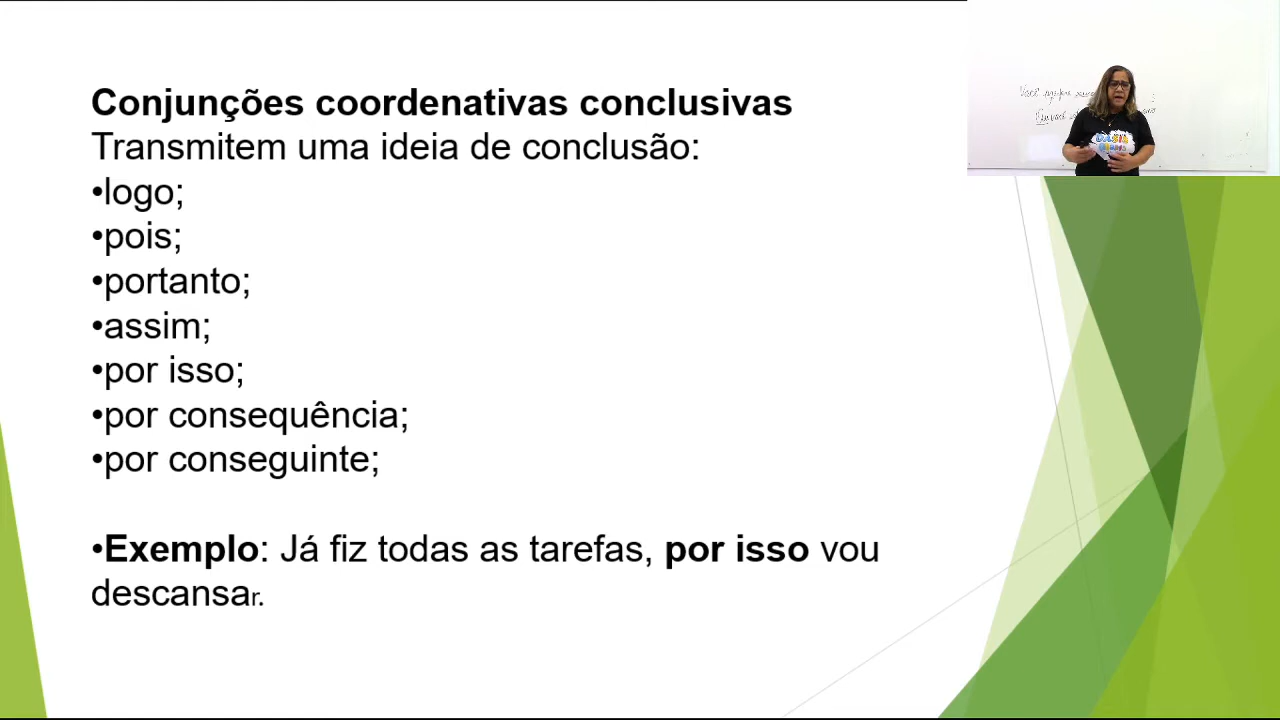 Conjunções coordenativas conclusivas
Transmitem uma ideia de conclusão:
•logo;
•pois;
•portanto;
•assim;
•por isso;
•por consequência;
•por conseguinte;
•Exemplo: Já fiz todas as tarefas, por isso vou
descansar.
Você